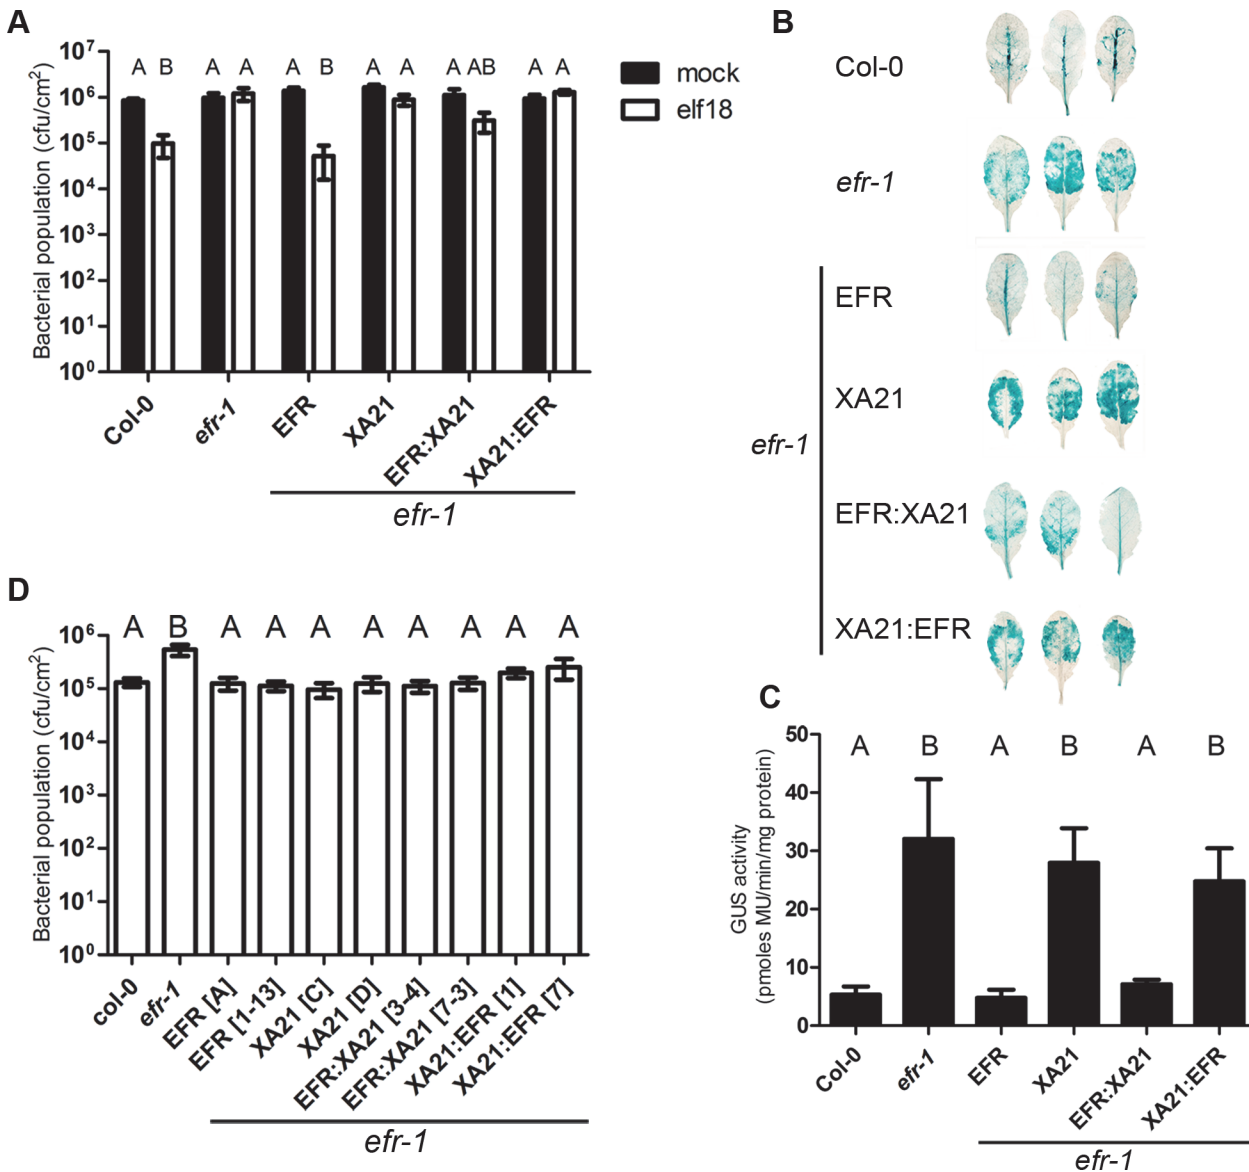 A
Bacterial population (cfu/cm²)
10⁷
10⁶
10⁵
10⁴
10³
10²
10¹
10⁰
A B A A A B A A A AB A A
mock
elf18
Col-0
efr-1
EFR
XA21
EFR:XA21
XA21:EFR
efr-1
B
Col-0
efr-1
EFR
XA21
efr-1
EFR:XA21
XA21:EFR
D
Bacterial population (cfu/cm²)
10⁶
10⁵
10⁴
10³
10²
10¹
10⁰
A B A A A A A A A A
col-0
efr-1
EFR [A]
EFR [1-13]
XA21 [C]
XA21 [D]
EFR:XA21 [3-4]
EFR:XA21 [7-3]
XA21:EFR [1]
XA21:EFR [7]
efr-1
C
GUS activity
(pmoles MU/min/mg protein)
50
40
30
20
10
0
A B A B A B
Col-0
efr-1
EFR
XA21
EFR:XA21
XA21:EFR
efr-1